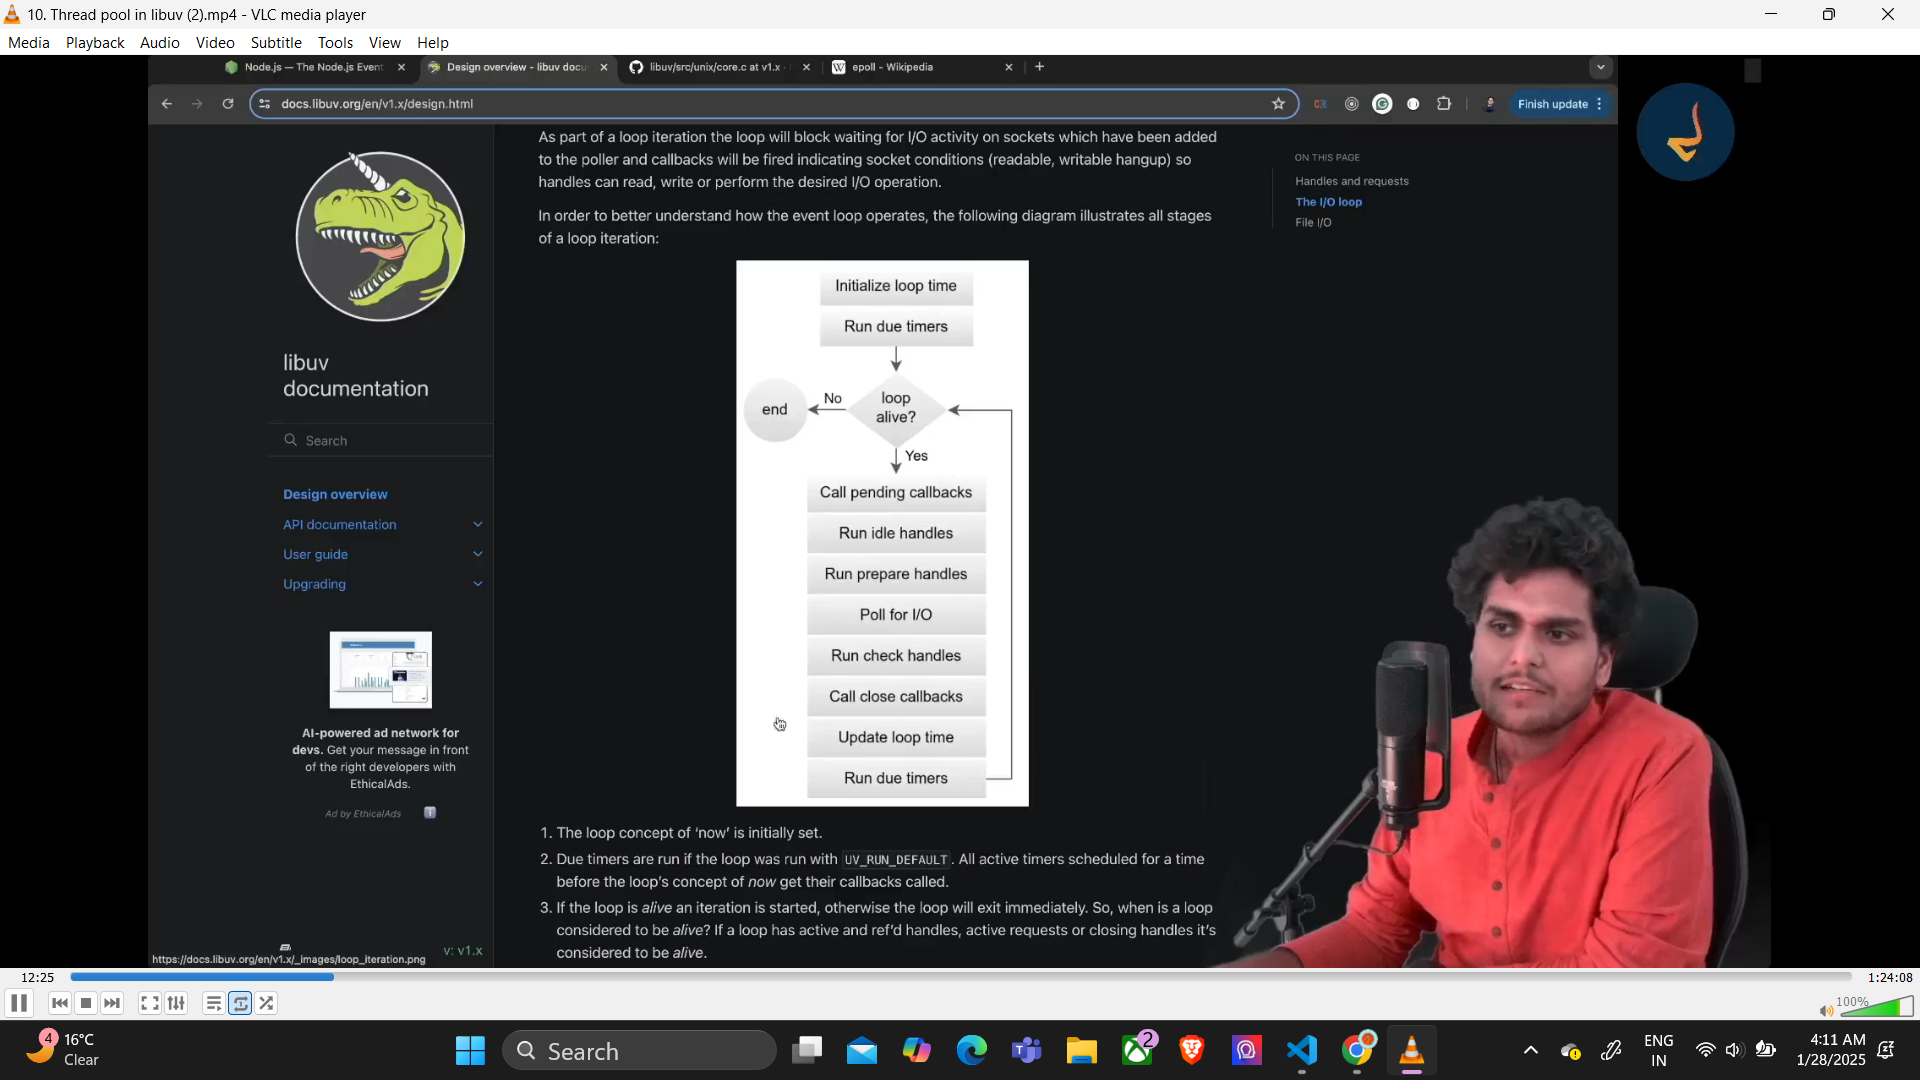 10. Thread pool in libuv (2).mp4 - VLC media player
Media Playback Audio Video Subtitle Tools View Help
Node.js — The Node.js Event
Design overview - libuv docu
libuv/src/unix/core.c at v1.x ·
W epoll - Wikipedia
docs.libuv.org/en/v1.x/design.html
Finish update
libuv
documentation
Search
Design overview
API documentation
User guide
Upgrading
AI-powered ad network for
devs. Get your message in front
of the right developers with
EthicalAds.
Ad by EthicalAds
v: v1.x
https://docs.libuv.org/en/v1.x/_images/loop_iteration.png
As part of a loop iteration the loop will block waiting for I/O activity on sockets which have been added
to the poller and callbacks will be fired indicating socket conditions (readable, writable hangup) so
handles can read, write or perform the desired I/O operation.
In order to better understand how the event loop operates, the following diagram illustrates all stages
of a loop iteration:
Initialize loop time
Run due timers
loop
alive?
No
end
Yes
Call pending callbacks
Run idle handles
Run prepare handles
Poll for I/O
Run check handles
Call close callbacks
Update loop time
Run due timers
1. The loop concept of ‘now’ is initially set.
2. Due timers are run if the loop was run with UV_RUN_DEFAULT. All active timers scheduled for a time
before the loop’s concept of now get their callbacks called.
3. If the loop is alive an iteration is started, otherwise the loop will exit immediately. So, when is a loop
considered to be alive? If a loop has active and ref’d handles, active requests or closing handles it’s
considered to be alive.
ON THIS PAGE
Handles and requests
The I/O loop
File I/O
12:25
1:24:08
100%
4
16°C
Clear
Search
2
ENG
IN
4:11 AM
1/28/2025